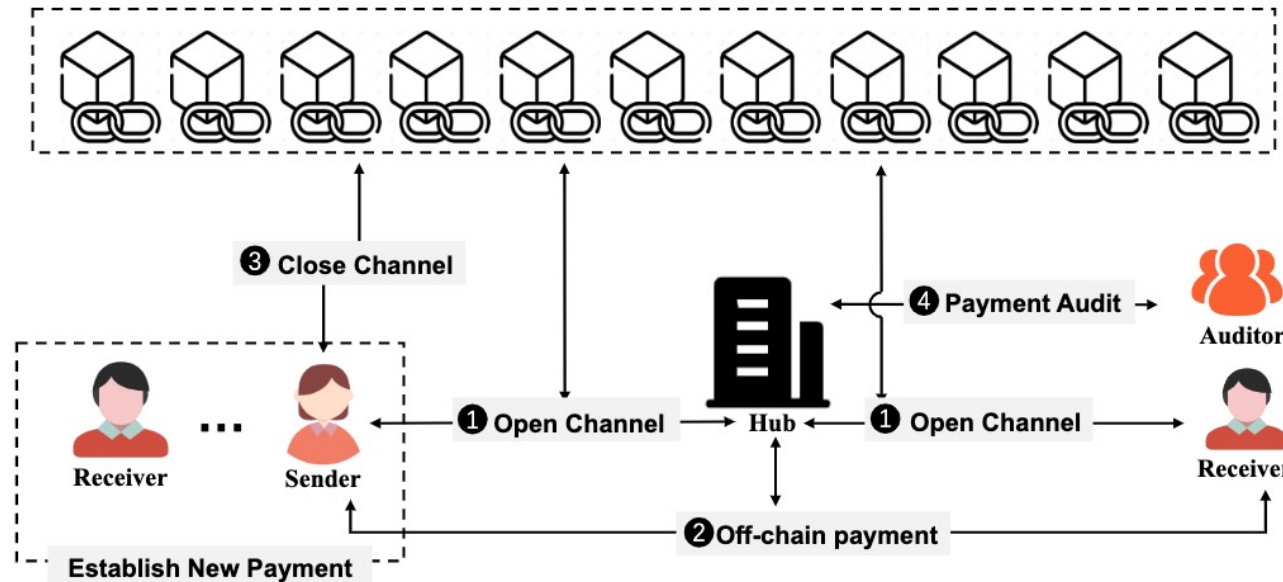 ❸ Close Channel
❹ Payment Audit
Auditor
❶ Open Channel
Hub
❶ Open Channel
Receiver
...
Sender
Receiver
❷Off-chain payment
Establish New Payment